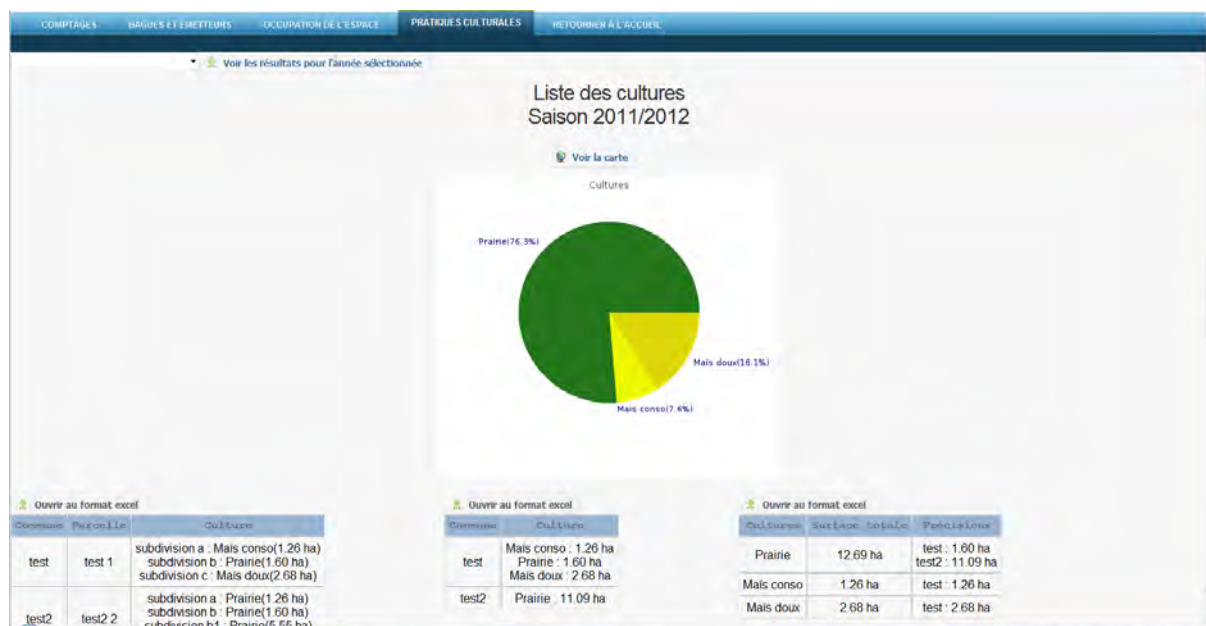 COMPTAGES BAGUES ET EMETTEURS OCCUPATION DE L'ESPACE PRATIQUES CULTURALES RETOURNER À L'ACCUEIL
Voir les résultats pour l'année sélectionnée
Liste des cultures
Saison 2011/2012
Voir la carte
Cultures
Prairie(76.3%)
Maïs doux(16.1%)
Maïs conso(7.6%)
Ouvrir au format excel
Commune Parcelle Culture
test test 1 subdivision a : Maïs conso(1.26 ha)
subdivision b : Prairie(1.60 ha)
subdivision c : Maïs doux(2.68 ha)
test2 test2 2 subdivision a : Prairie(1.26 ha)
subdivision b : Prairie(1.60 ha)
subdivision b1 : Prairie(5.55 ha)
Ouvrir au format excel
Commune Culture
test Maïs conso : 1.26 ha
Prairie : 1.60 ha
Maïs doux : 2.68 ha
test2 Prairie : 11.09 ha
Ouvrir au format excel
Cultures Surface totale Précisions
Prairie 12.69 ha test : 1.60 ha
test2 : 11.09 ha
Maïs conso 1.26 ha test : 1.26 ha
Maïs doux 2.68 ha test : 2.68 ha